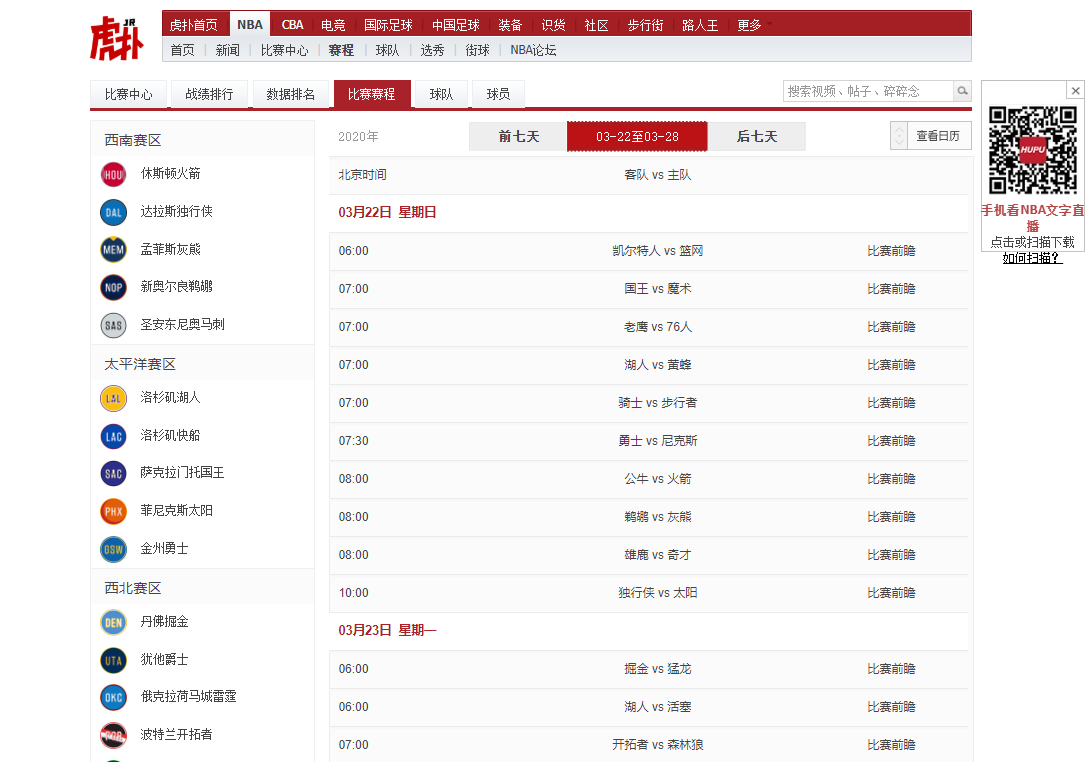 虎扑 JR
虎扑首页 NBA CBA 电竞 国际足球 中国足球 装备 识货 社区 步行街 路人王 更多
首页 新闻 比赛中心 赛程 球队 选秀 街球 NBA论坛
比赛中心 战绩排行 数据排名 比赛赛程 球队 球员 搜索视频、帖子、碎碎念
西南赛区
HOU 休斯顿火箭
DAL 达拉斯独行侠
MEM 孟菲斯灰熊
NOP 新奥尔良鹈鹕
SAS 圣安东尼奥马刺
太平洋赛区
LAL 洛杉矶湖人
LAC 洛杉矶快船
SAC 萨克拉门托国王
PHX 菲尼克斯太阳
GSW 金州勇士
西北赛区
DEN 丹佛掘金
UTA 犹他爵士
OKC 俄克拉荷马城雷霆
POR 波特兰开拓者
2020年 前七天 03-22至03-28 后七天 查看日历
北京时间 客队 vs 主队
03月22日 星期日
06:00 凯尔特人 vs 篮网 比赛前瞻
07:00 国王 vs 魔术 比赛前瞻
07:00 老鹰 vs 76人 比赛前瞻
07:00 湖人 vs 黄蜂 比赛前瞻
07:00 骑士 vs 步行者 比赛前瞻
07:30 勇士 vs 尼克斯 比赛前瞻
08:00 公牛 vs 火箭 比赛前瞻
08:00 鹈鹕 vs 灰熊 比赛前瞻
08:00 雄鹿 vs 奇才 比赛前瞻
10:00 独行侠 vs 太阳 比赛前瞻
03月23日 星期一
06:00 掘金 vs 猛龙 比赛前瞻
06:00 湖人 vs 活塞 比赛前瞻
07:00 开拓者 vs 森林狼 比赛前瞻
HUPU
手机看NBA文字直
播
点击或扫描下载
如何扫描？